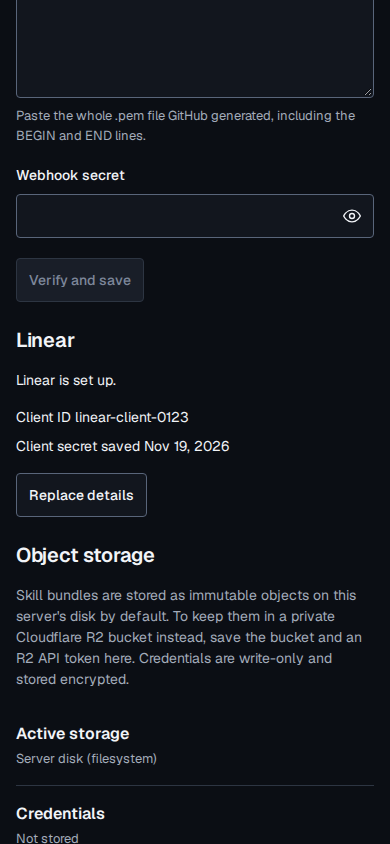 Paste the whole .pem file GitHub generated, including the
BEGIN and END lines.
Webhook secret
Verify and save
Linear
Linear is set up.
Client ID linear-client-0123
Client secret saved Nov 19, 2026
Replace details
Object storage
Skill bundles are stored as immutable objects on this
server's disk by default. To keep them in a private
Cloudflare R2 bucket instead, save the bucket and an
R2 API token here. Credentials are write-only and
stored encrypted.
Active storage
Server disk (filesystem)
Credentials
Not stored